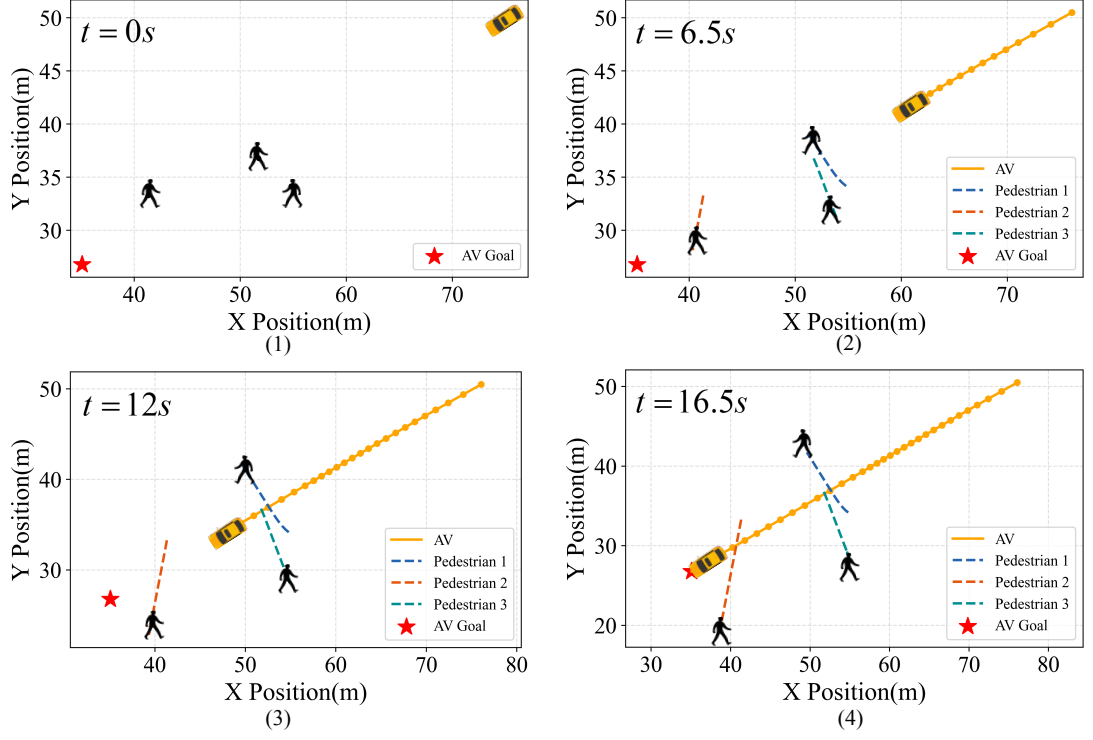 t = 0s
50
45
40
35
30
Y Position(m)
40
50
60
70
X Position(m)
AV Goal
(1)
t = 6.5s
50
45
40
35
30
Y Position(m)
40
50
60
70
X Position(m)
AV
Pedestrian 1
Pedestrian 2
Pedestrian 3
AV Goal
(2)
t = 12s
50
40
30
Y Position(m)
40
50
60
70
80
X Position(m)
AV
Pedestrian 1
Pedestrian 2
Pedestrian 3
AV Goal
(3)
t = 16.5s
50
40
30
20
Y Position(m)
30
40
50
60
70
80
X Position(m)
AV
Pedestrian 1
Pedestrian 2
Pedestrian 3
AV Goal
(4)